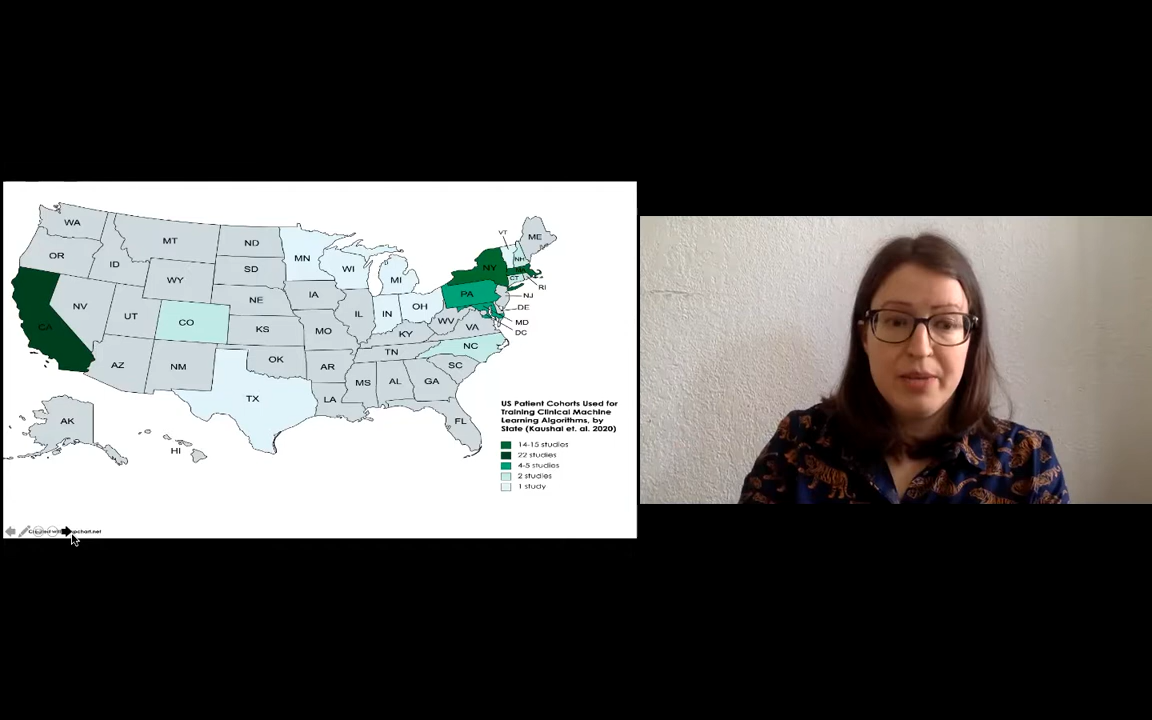 WA
MT
ND
MN
VT
ME
OR
ID
SD
WI
MI
NY
NH
MA
CT
RI
WY
NE
IA
PA
NJ
NV
UT
CO
IL
IN
OH
DE
MD
DC
CA
KS
MO
KY
WV
VA
AZ
NM
OK
TN
NC
AR
SC
TX
MS
AL
GA
LA
FL
AK
HI
US Patient Cohorts Used for
Training Clinical Machine
Learning Algorithms, by
State (Kaushal et. al. 2020)
14-15 studies
22 studies
4-5 studies
2 studies
1 study
Created